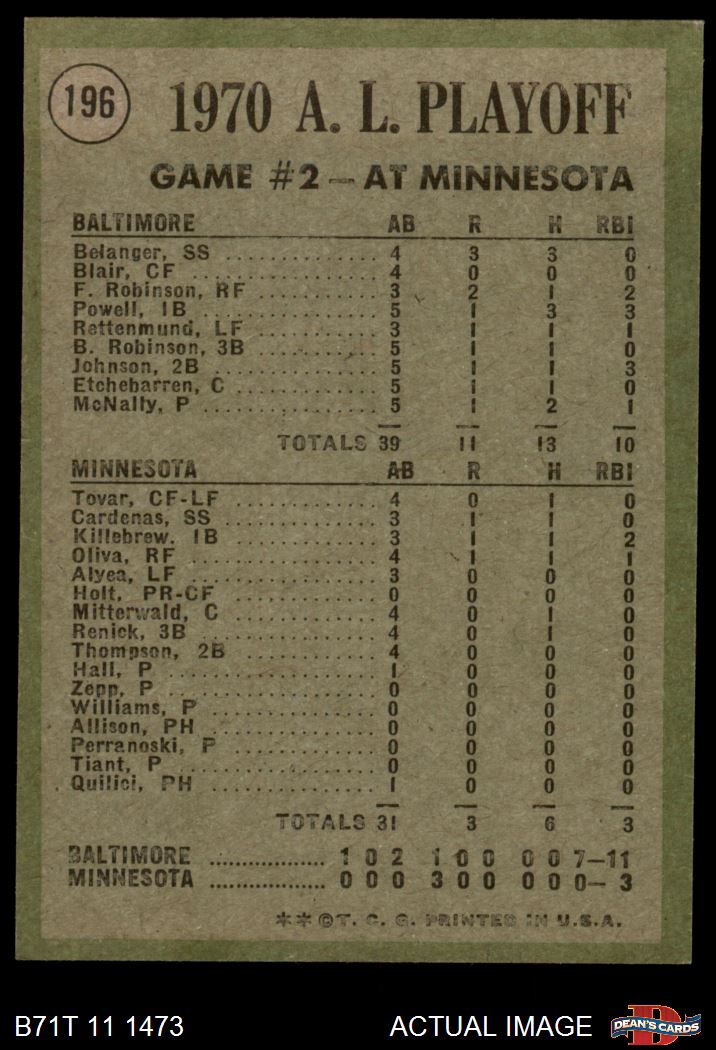 196
1970 A. L. PLAYOFF
GAME #2 - AT MINNESOTA
BALTIMORE AB R H RBI
Belanger, SS .............. 4 3 3 0
Blair, CF ................. 4 0 0 0
F. Robinson, RF ........... 3 2 1 2
Powell, 1B ................ 5 1 3 3
Rettenmund, LF ............ 3 1 1 1
B. Robinson, 3B ........... 5 1 1 0
Johnson, 2B ............... 5 1 1 3
Etchebarren, C ............ 5 1 1 0
McNally, P ................ 5 1 2 1
TOTALS 39 11 13 10
MINNESOTA AB R H RBI
Tovar, CF-LF .............. 4 0 1 0
Cardenas, SS .............. 3 1 1 0
Killebrew, 1B ............. 3 1 1 2
Oliva, RF ................. 4 1 1 1
Alyea, LF ................. 3 0 0 0
Holt, PR-CF ............... 0 0 0 0
Mitterwald, C ............. 4 0 1 0
Renick, 3B ................ 4 0 1 0
Thompson, 2B .............. 4 0 0 0
Hall, P ................... 1 0 0 0
Zepp, P ................... 0 0 0 0
Williams, P ............... 0 0 0 0
Allison, PH ............... 0 0 0 0
Perranoski, P ............. 0 0 0 0
Tiant, P .................. 0 0 0 0
Quilici, PH ............... 1 0 0 0
TOTALS 31 3 6 3
BALTIMORE .................. 1 0 2 1 0 0 0 0 7-11
MINNESOTA .................. 0 0 0 3 0 0 0 0 0- 3
**©T. C. G. PRINTED IN U.S.A.
B71T 11 1473 ACTUAL IMAGE D DEAN'S CARDS